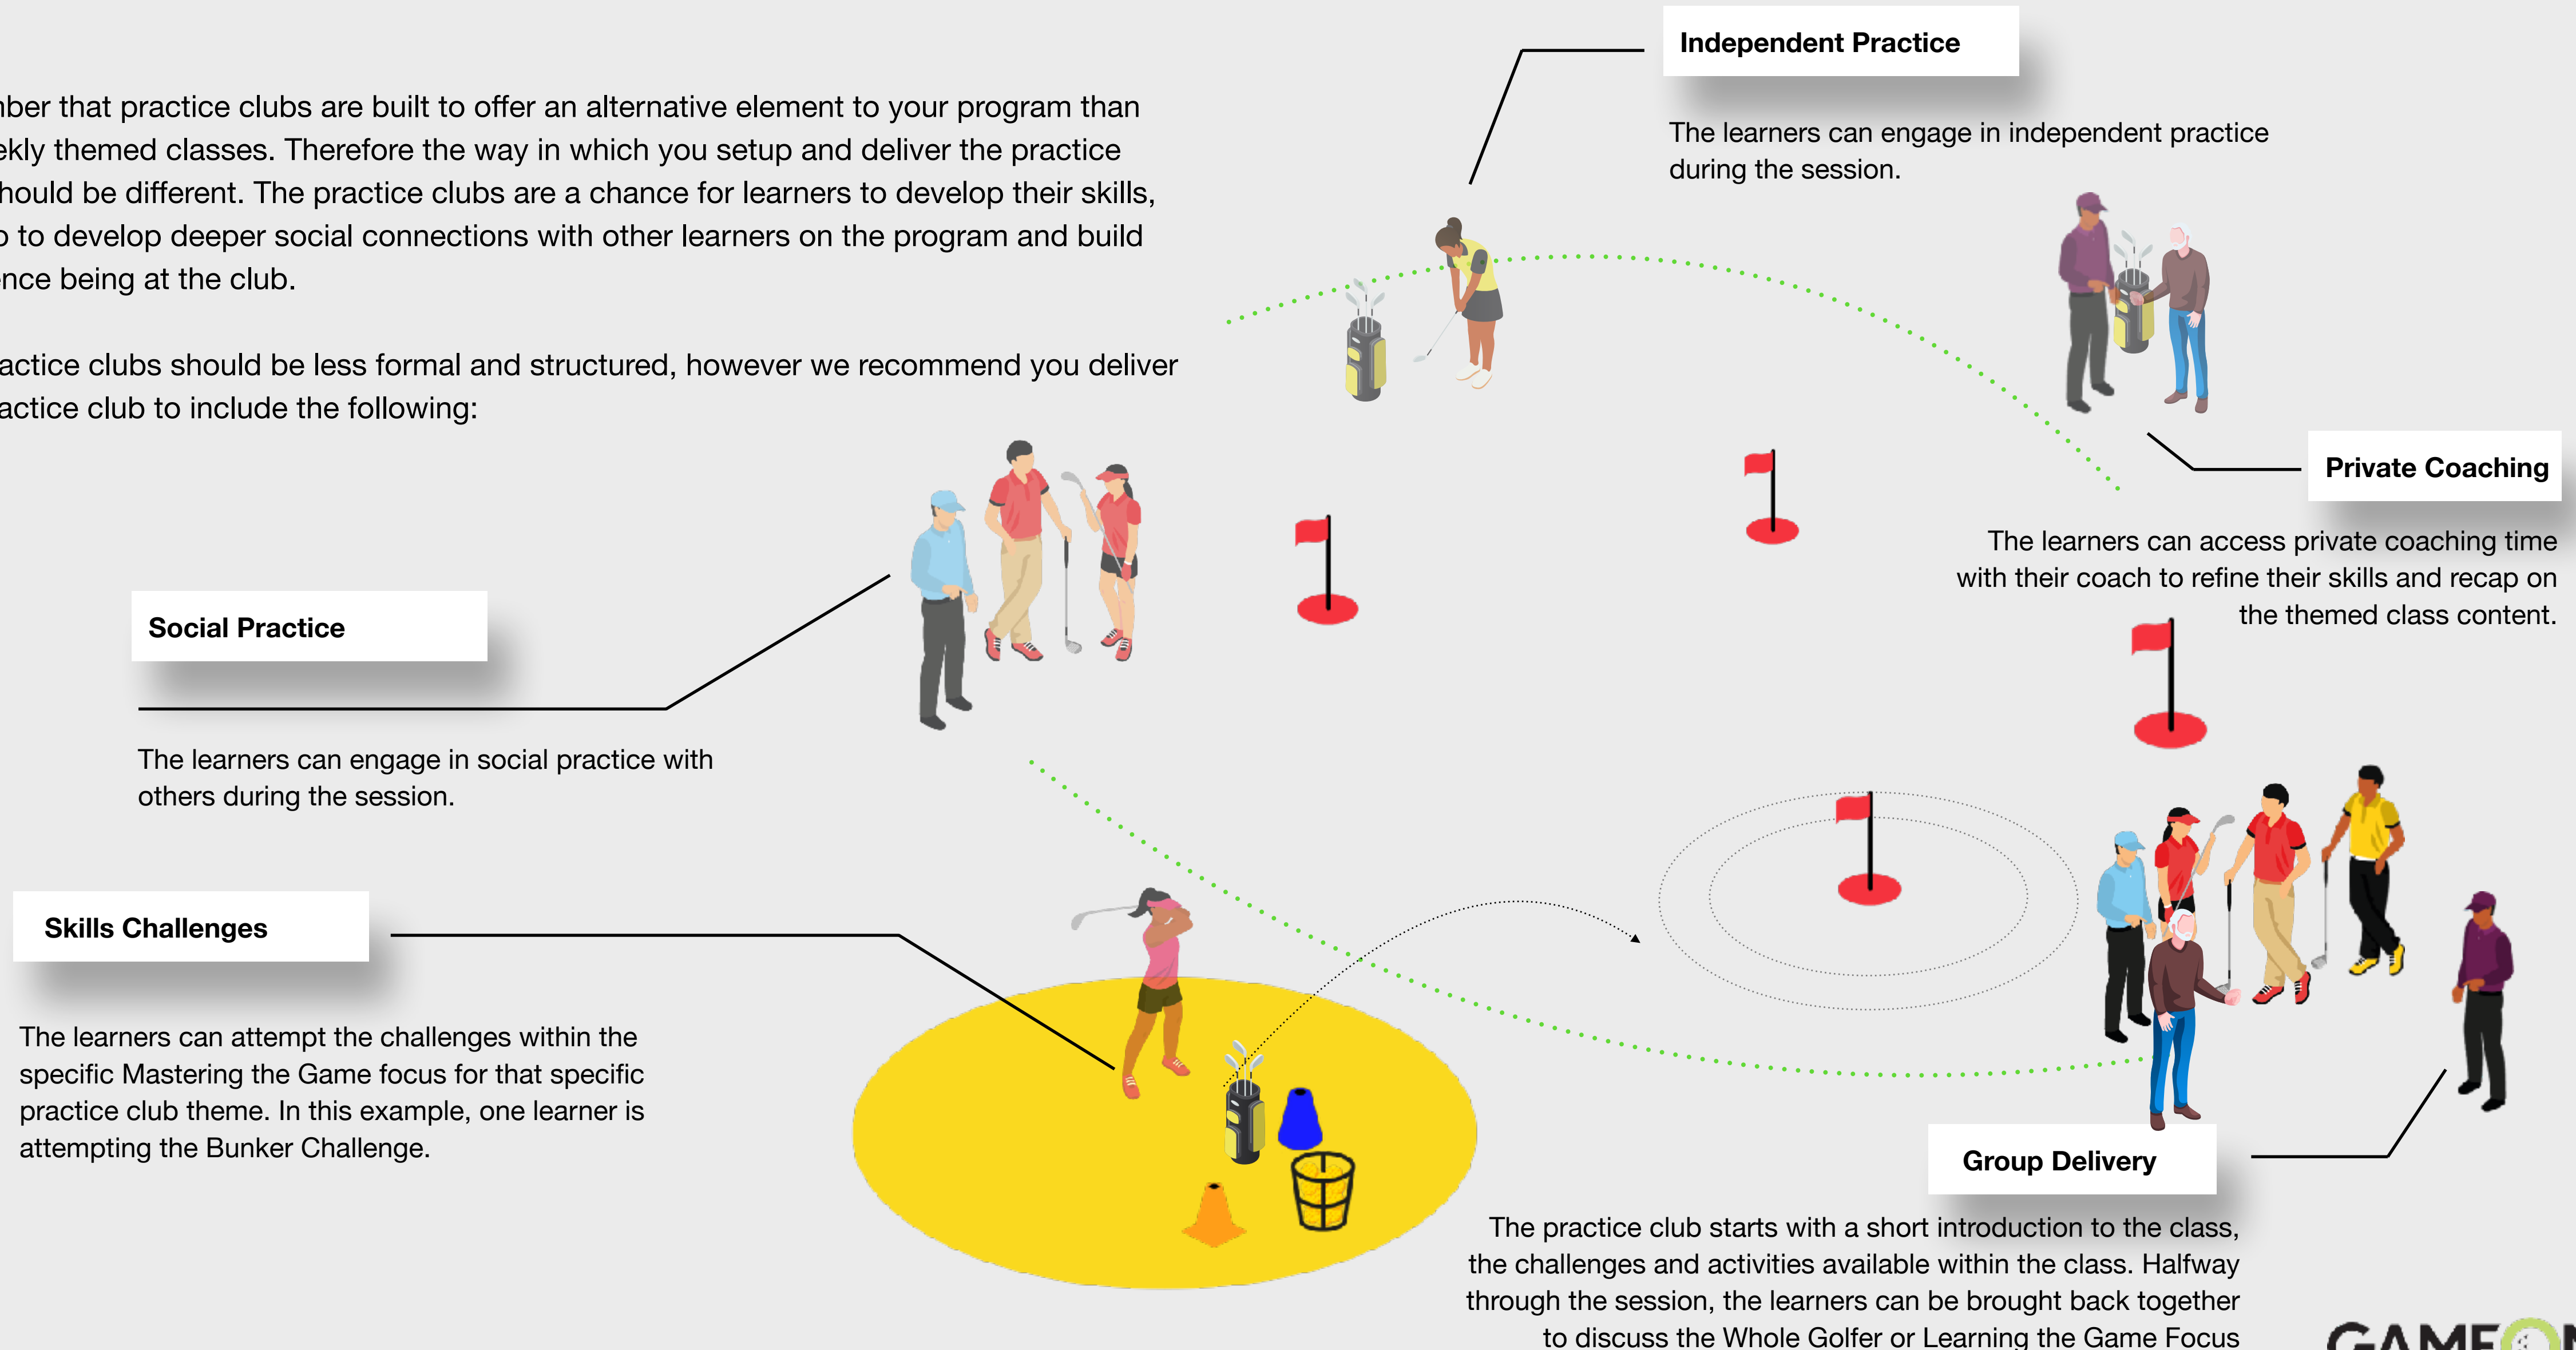 Independent Practice
The learners can engage in independent practice
during the session.
that practice clubs are built to offer an alternative element to your program than
themed classes. Therefore the way in which you setup and deliver the practice
should be different. The practice clubs are a chance for learners to develop their skills,
to develop deeper social connections with other learners on the program and build
being at the club.
clubs should be less formal and structured, however we recommend you deliver
club to include the following:
Private Coaching
The learners can access private coaching time
with their coach to refine their skills and recap on
the themed class content.
Social Practice
The learners can engage in social practice with
others during the session.
Skills Challenges
The learners can attempt the challenges within the
specific Mastering the Game focus for that specific
practice club theme. In this example, one learner is
attempting the Bunker Challenge.
Group Delivery
The practice club starts with a short introduction to the class,
the challenges and activities available within the class. Halfway
through the session, the learners can be brought back together
to discuss the Whole Golfer or Learning the Game Focus